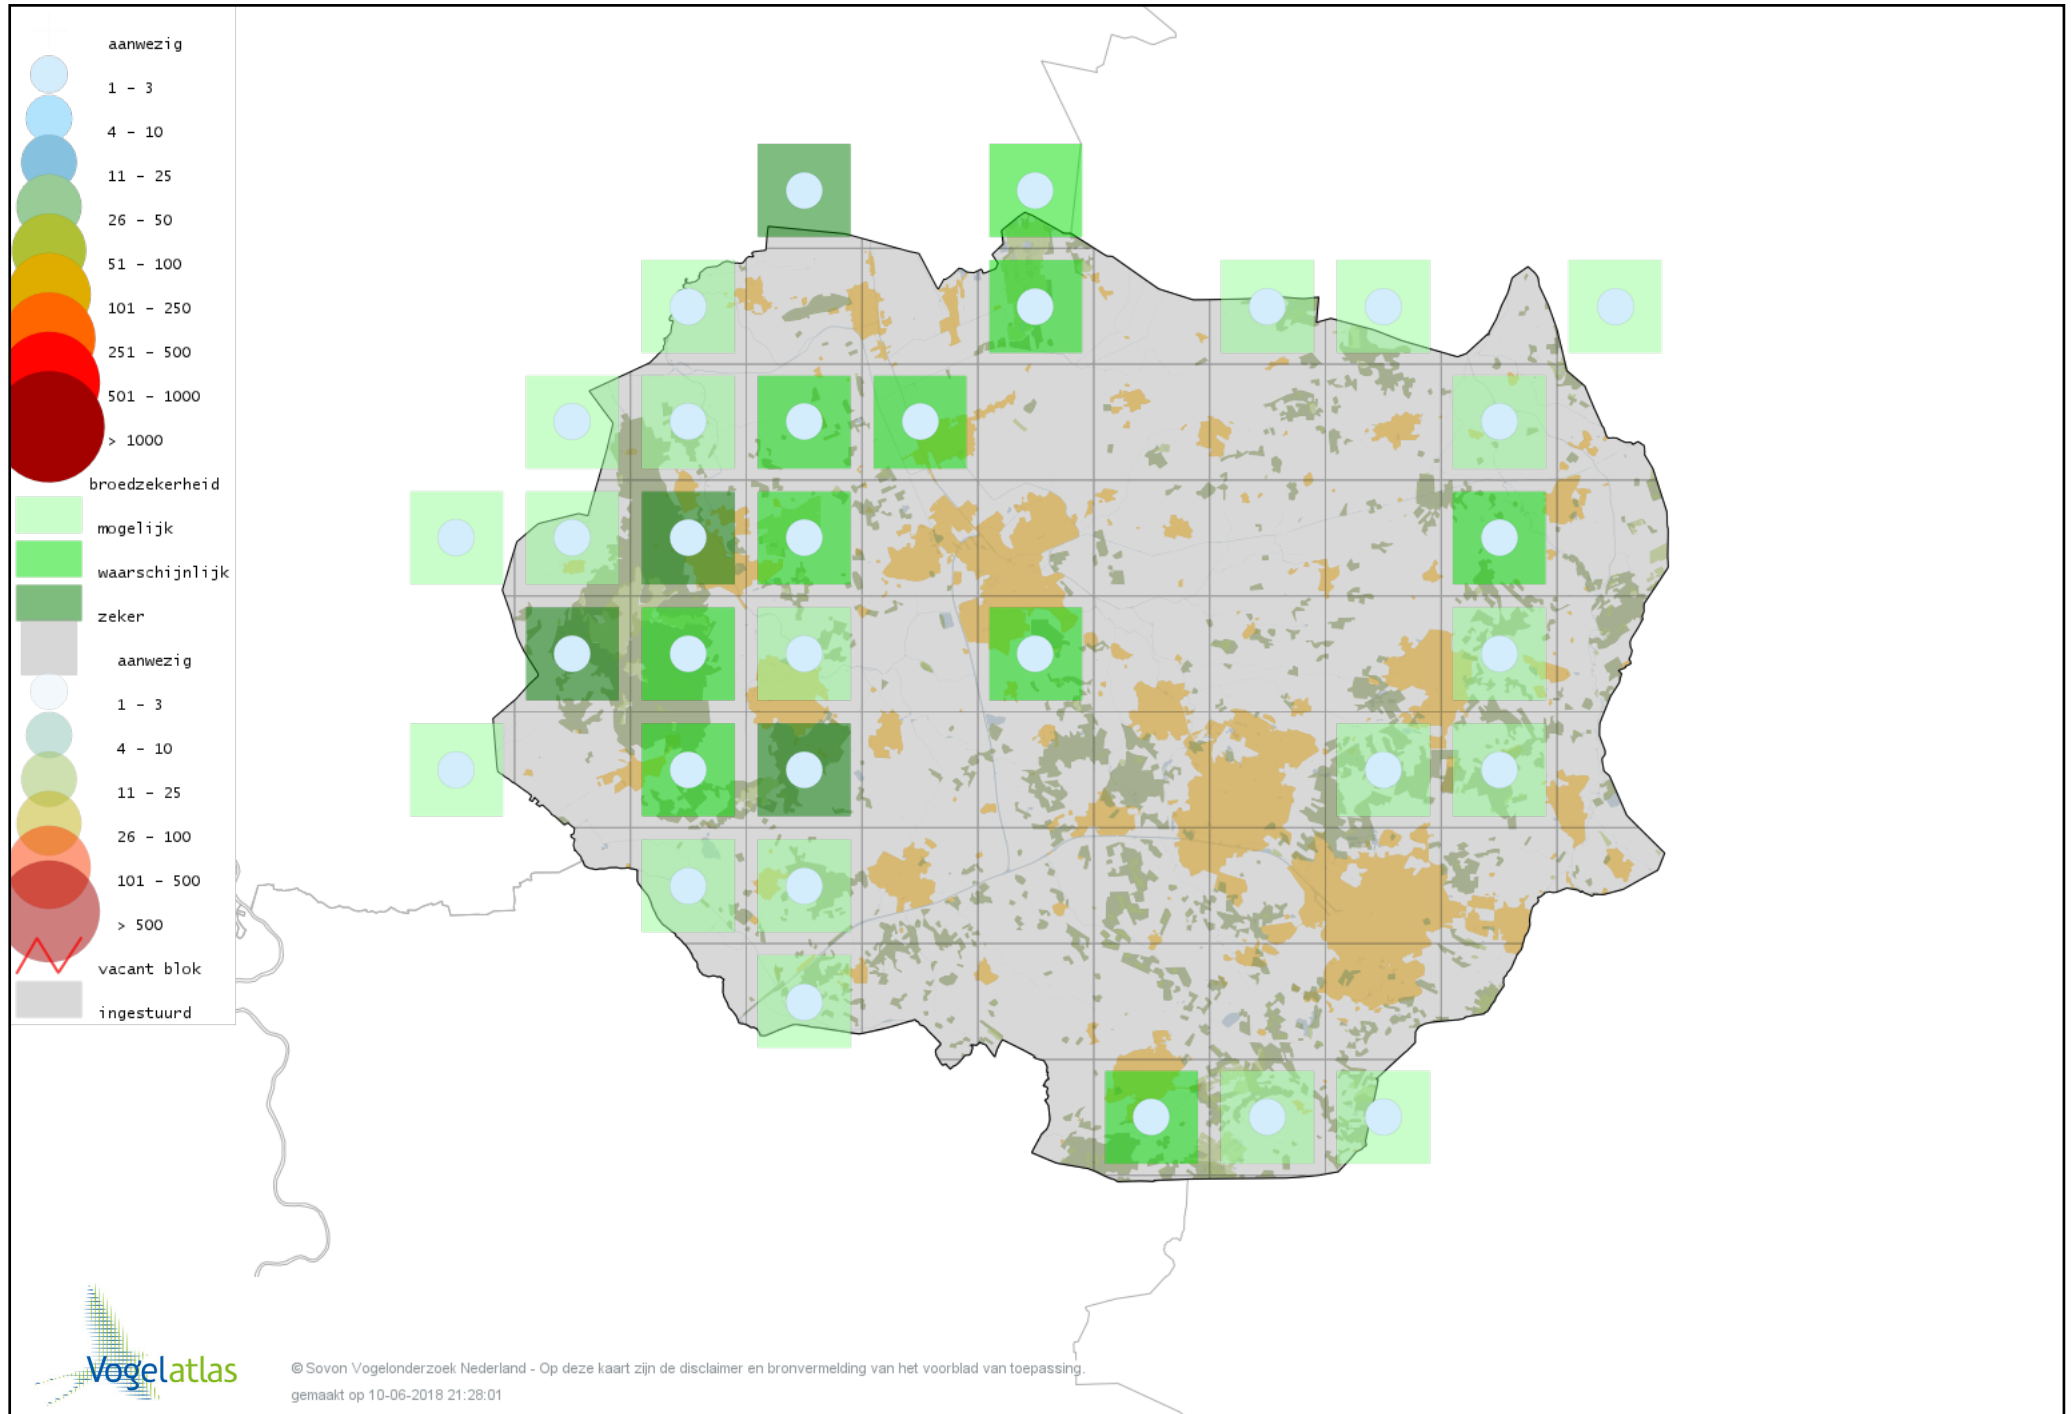 aanwezig
1 - 3
4 - 10
11 - 25
26 - 50
51 - 100
101 - 250
251 - 500
501 - 1000
> 1000
broedzekerheid
mogelijk
waarschijnlijk
zeker
aanwezig
1 - 3
4 - 10
11 - 25
26 - 100
101 - 500
> 500
vacant blok
ingestuurd
Vogelatlas
© Sovon Vogelonderzoek Nederland - Op deze kaart zijn de disclaimer en bronvermelding van het voorblad van toepassing.
gemaakt op 10-06-2018 21:28:01